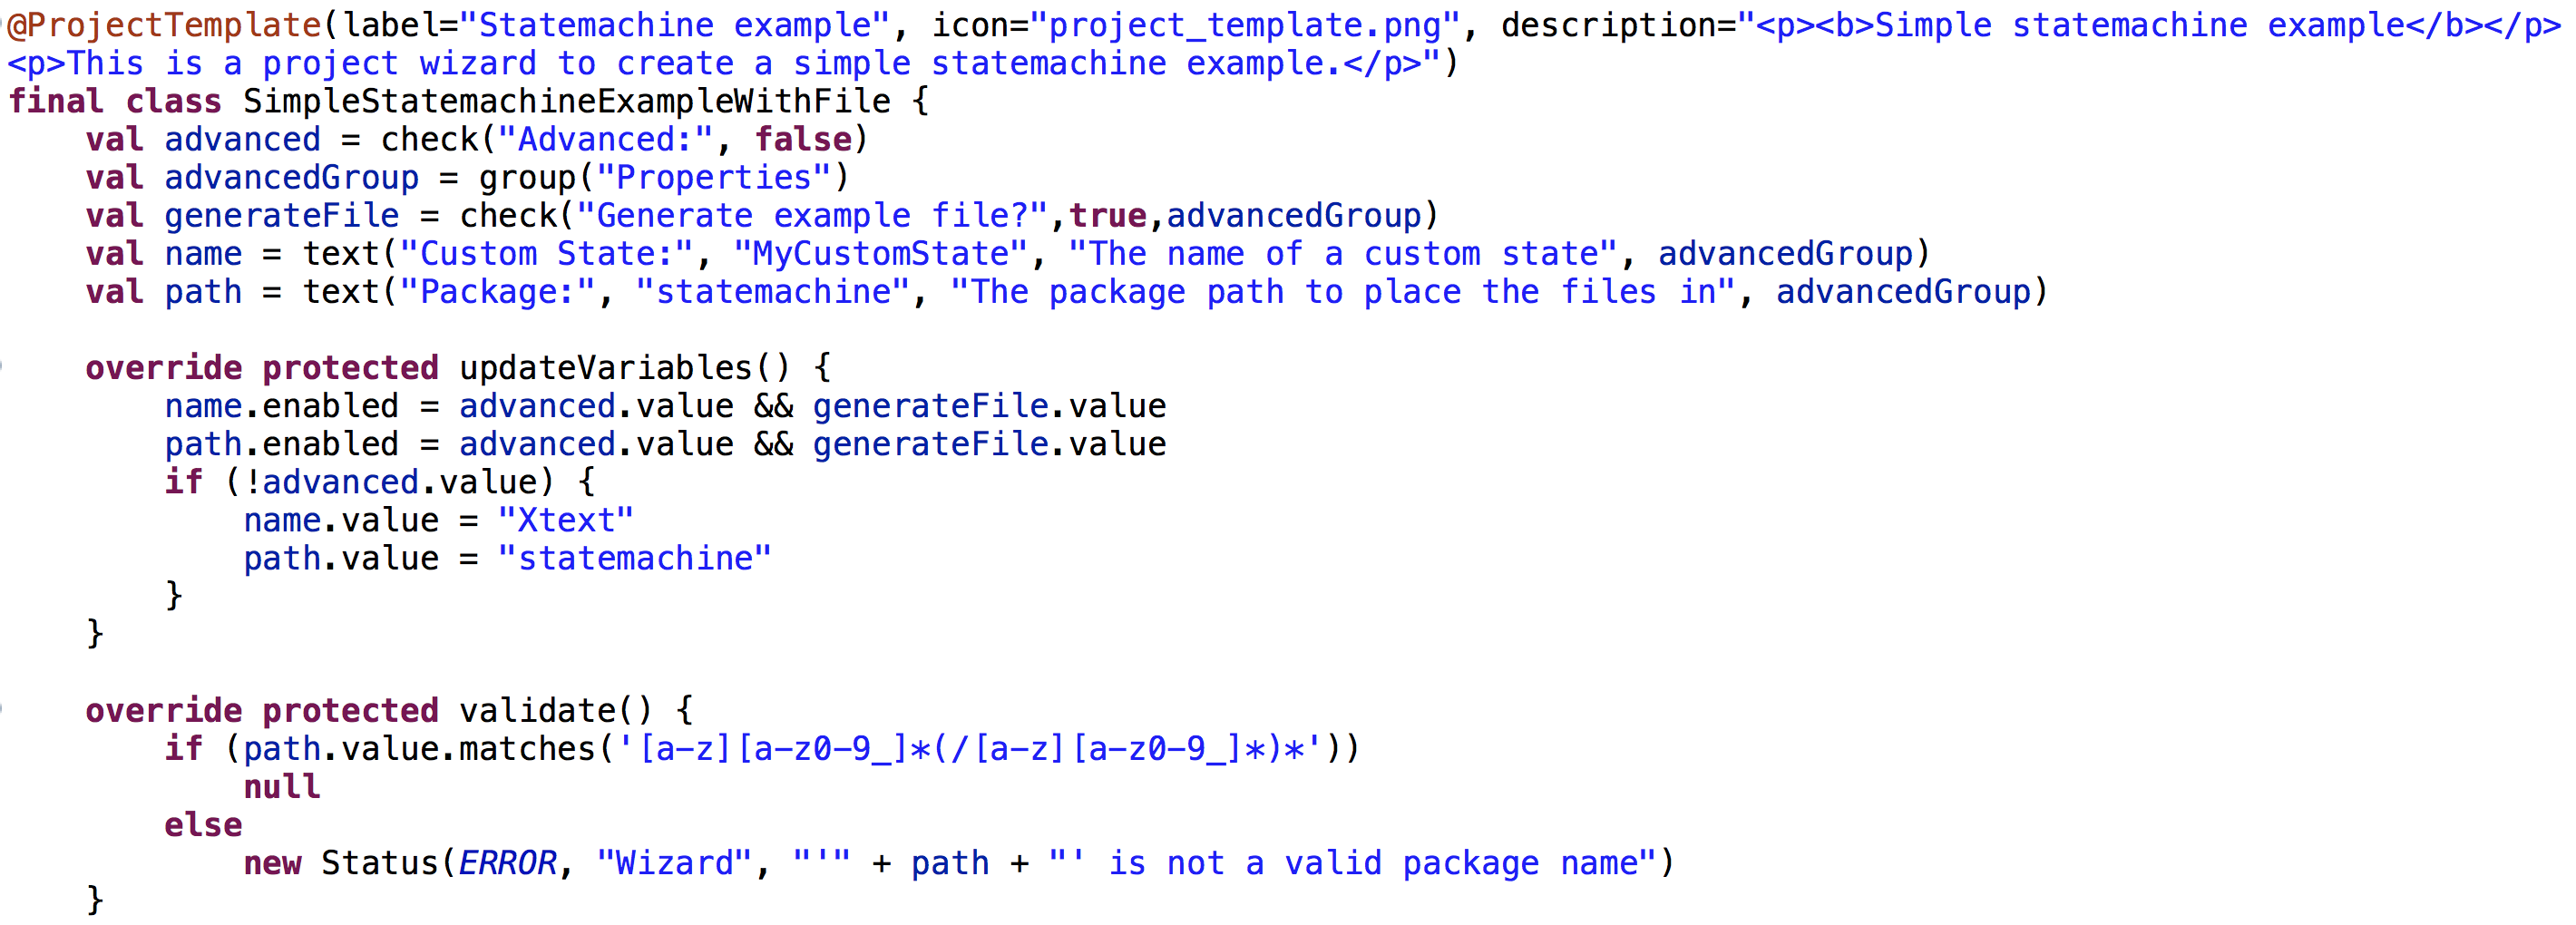 @ProjectTemplate(label="Statemachine example", icon="project_template.png", description="<p><b>Simple statemachine example</b></p>
<p>This is a project wizard to create a simple statemachine example.</p>")
final class SimpleStatemachineExampleWithFile {
    val advanced = check("Advanced:", false)
    val advancedGroup = group("Properties")
    val generateFile = check("Generate example file?",true,advancedGroup)
    val name = text("Custom State:", "MyCustomState", "The name of a custom state", advancedGroup)
    val path = text("Package:", "statemachine", "The package path to place the files in", advancedGroup)

    override protected updateVariables() {
        name.enabled = advanced.value && generateFile.value
        path.enabled = advanced.value && generateFile.value
        if (!advanced.value) {
            name.value = "Xtext"
            path.value = "statemachine"
        }
    }

    override protected validate() {
        if (path.value.matches('[a-z][a-z0-9_]*(/[a-z][a-z0-9_]*)*'))
            null
        else
            new Status(ERROR, "Wizard", "'" + path + "' is not a valid package name")
    }